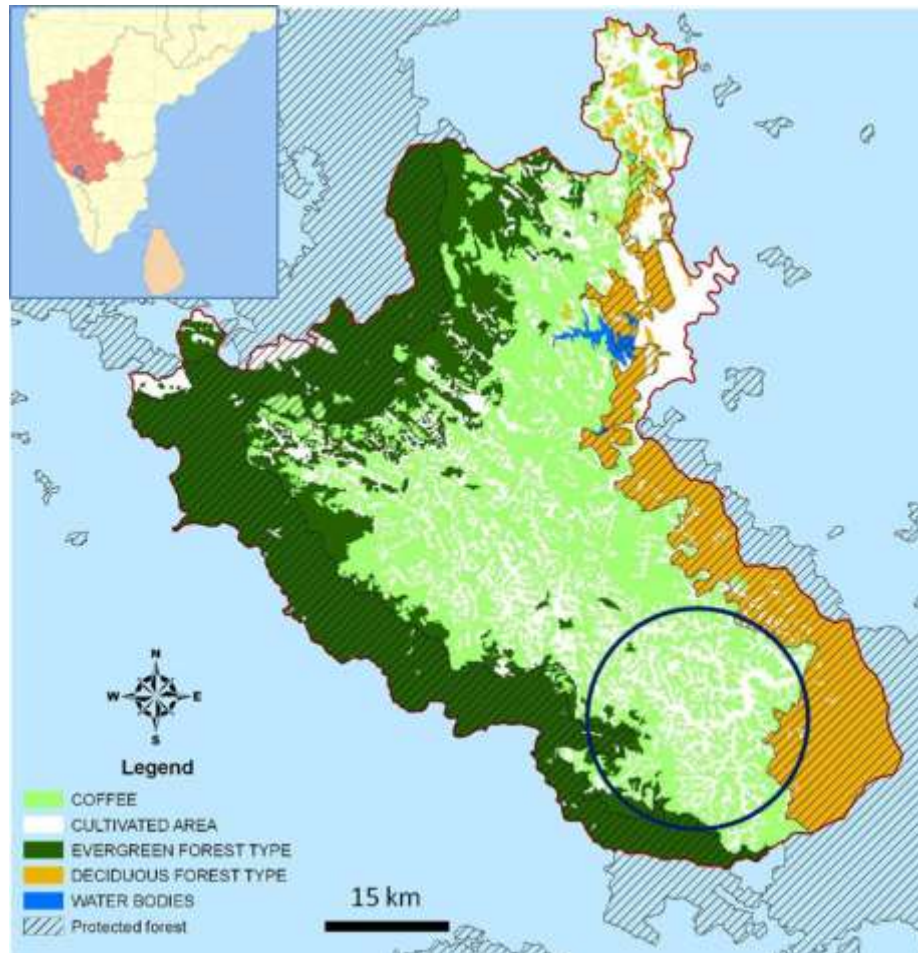 N
W E
S
Legend
COFFEE
CULTIVATED AREA
EVERGREEN FOREST TYPE
DECIDUOUS FOREST TYPE
WATER BODIES
Protected forest
15 km